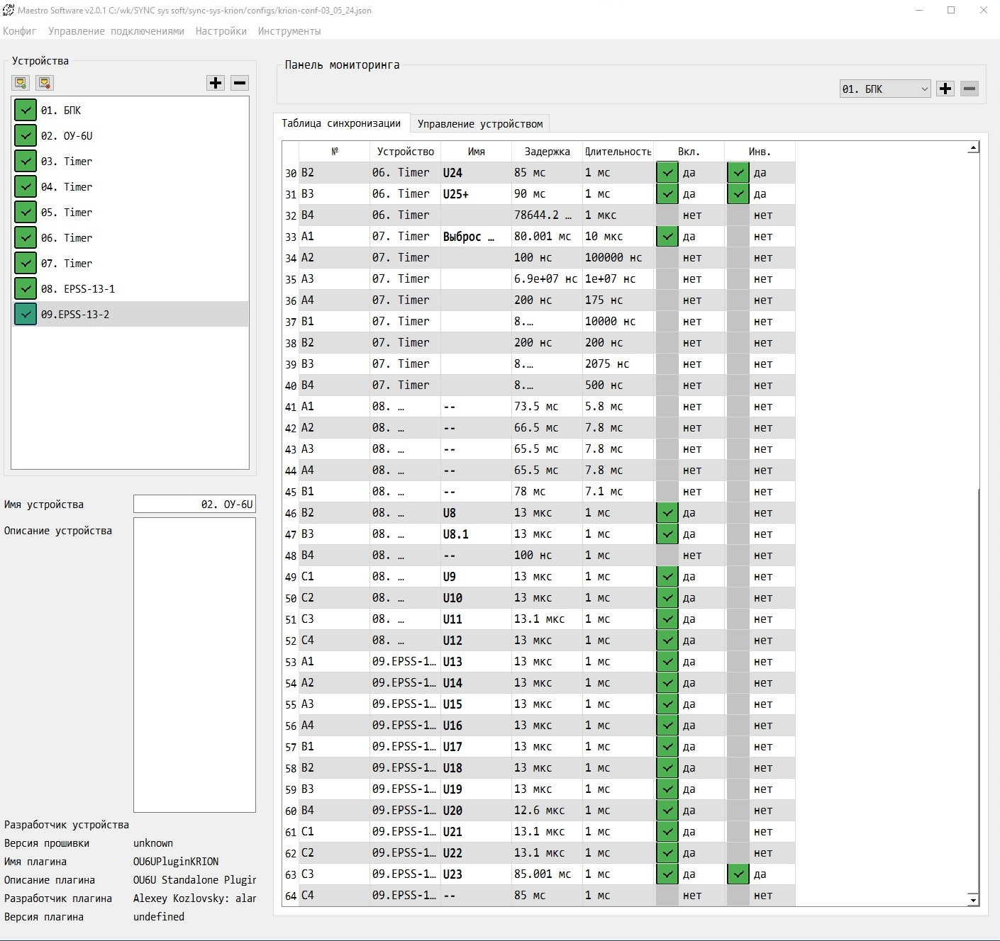 Maestro Software v2.0.1 C:/wk/SYNC sys soft/sync-sys-krion/configs/krion-conf-03_05_24.json
Конфиг Управление подключениями Настройки Инструменты
Устройства
01. БПК
02. ОУ-6U
03. Timer
04. Timer
05. Timer
06. Timer
07. Timer
08. EPSS-13-1
09.EPSS-13-2
Имя устройства 02. ОУ-6U
Описание устройства
Разработчик устройства
Версия прошивки unknown
Имя плагина OU6UPluginKRION
Описание плагина OU6U Standalone Plugin
Разработчик плагина Alexey Kozlovsky: alar
Версия плагина undefined
Панель мониторинга
01. БПК
Таблица синхронизации Управление устройством
№ Устройство Имя Задержка Длительность Вкл. Инв.
30 B2 06. Timer U24 85 мс 1 мс да да
31 B3 06. Timer U25+ 90 мс 1 мс да да
32 B4 06. Timer 78644.2 … 1 мкс нет нет
33 A1 07. Timer Выброс … 80.001 мс 10 мкс да нет
34 A2 07. Timer 100 нс 100000 нс нет нет
35 A3 07. Timer 6.9e+07 нс 1e+07 нс нет нет
36 A4 07. Timer 200 нс 175 нс нет нет
37 B1 07. Timer 8.… 10000 нс нет нет
38 B2 07. Timer 200 нс 200 нс нет нет
39 B3 07. Timer 8.… 2075 нс нет нет
40 B4 07. Timer 8.… 500 нс нет нет
41 A1 08. … -- 73.5 мс 5.8 мс нет нет
42 A2 08. … -- 66.5 мс 7.8 мс нет нет
43 A3 08. … -- 65.5 мс 7.8 мс нет нет
44 A4 08. … -- 65.5 мс 7.8 мс нет нет
45 B1 08. … -- 78 мс 7.1 мс нет нет
46 B2 08. … U8 13 мкс 1 мс да нет
47 B3 08. … U8.1 13 мкс 1 мс да нет
48 B4 08. … -- 100 нс 1 мс нет нет
49 C1 08. … U9 13 мкс 1 мс да нет
50 C2 08. … U10 13 мкс 1 мс да нет
51 C3 08. … U11 13.1 мкс 1 мс да нет
52 C4 08. … U12 13 мкс 1 мс да нет
53 A1 09.EPSS-1… U13 13 мкс 1 мс да нет
54 A2 09.EPSS-1… U14 13 мкс 1 мс да нет
55 A3 09.EPSS-1… U15 13 мкс 1 мс да нет
56 A4 09.EPSS-1… U16 13 мкс 1 мс да нет
57 B1 09.EPSS-1… U17 13 мкс 1 мс да нет
58 B2 09.EPSS-1… U18 13 мкс 1 мс да нет
59 B3 09.EPSS-1… U19 13 мкс 1 мс да нет
60 B4 09.EPSS-1… U20 12.6 мкс 1 мс да нет
61 C1 09.EPSS-1… U21 13.1 мкс 1 мс да нет
62 C2 09.EPSS-1… U22 13.1 мкс 1 мс да нет
63 C3 09.EPSS-1… U23 85.001 мс 1 мс да да
64 C4 09.EPSS-1… -- 85 мс 1 мс нет нет